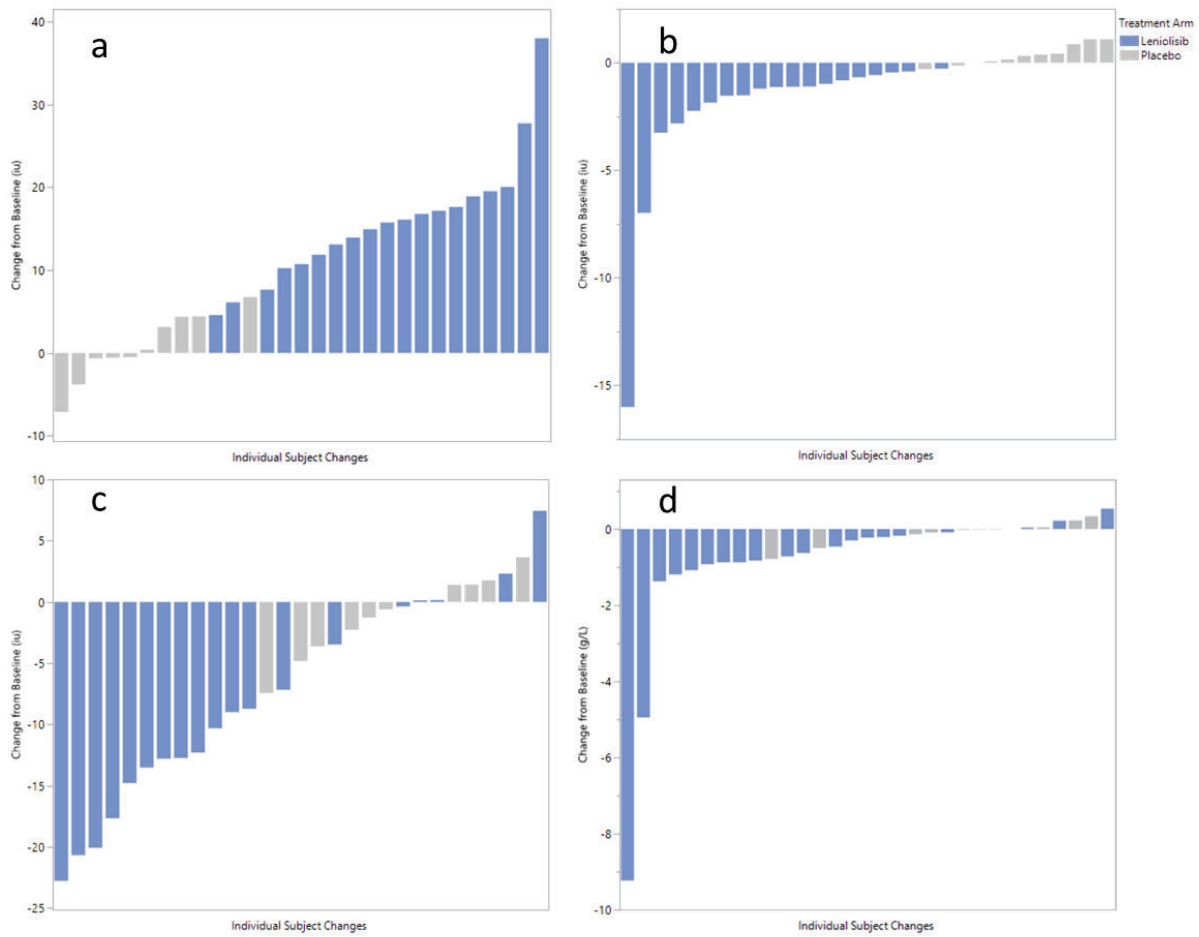 a
40
30
20
10
0
-10
Change from Baseline (iu)
Individual Subject Changes
b
0
-5
-10
-15
Change from Baseline (iu)
Individual Subject Changes
Treatment Arm
Leniolisib
Placebo
c
10
5
0
-5
-10
-15
-20
-25
Change from Baseline (iu)
Individual Subject Changes
d
0
-2
-4
-6
-8
-10
Change from Baseline (g/L)
Individual Subject Changes